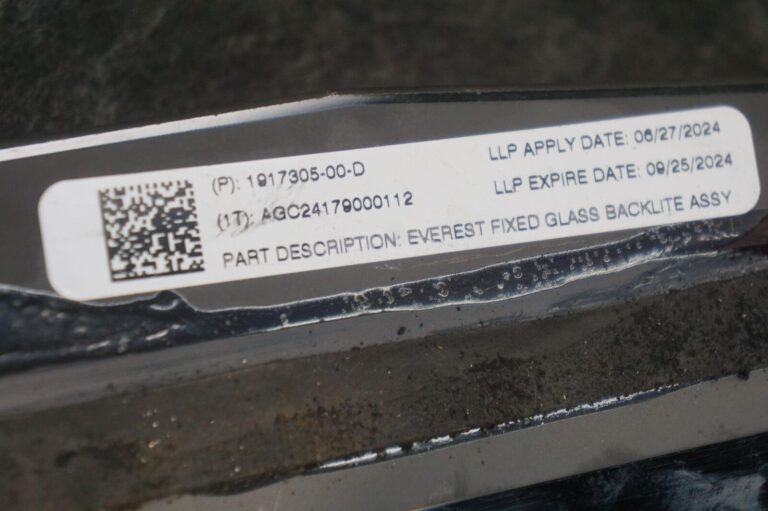 (P): 1917305-00-D
LLP APPLY DATE: 06/27/2024
(1T): AGC24179000112
LLP EXPIRE DATE: 09/25/2024
PART DESCRIPTION: EVEREST FIXED GLASS BACKLITE ASSY